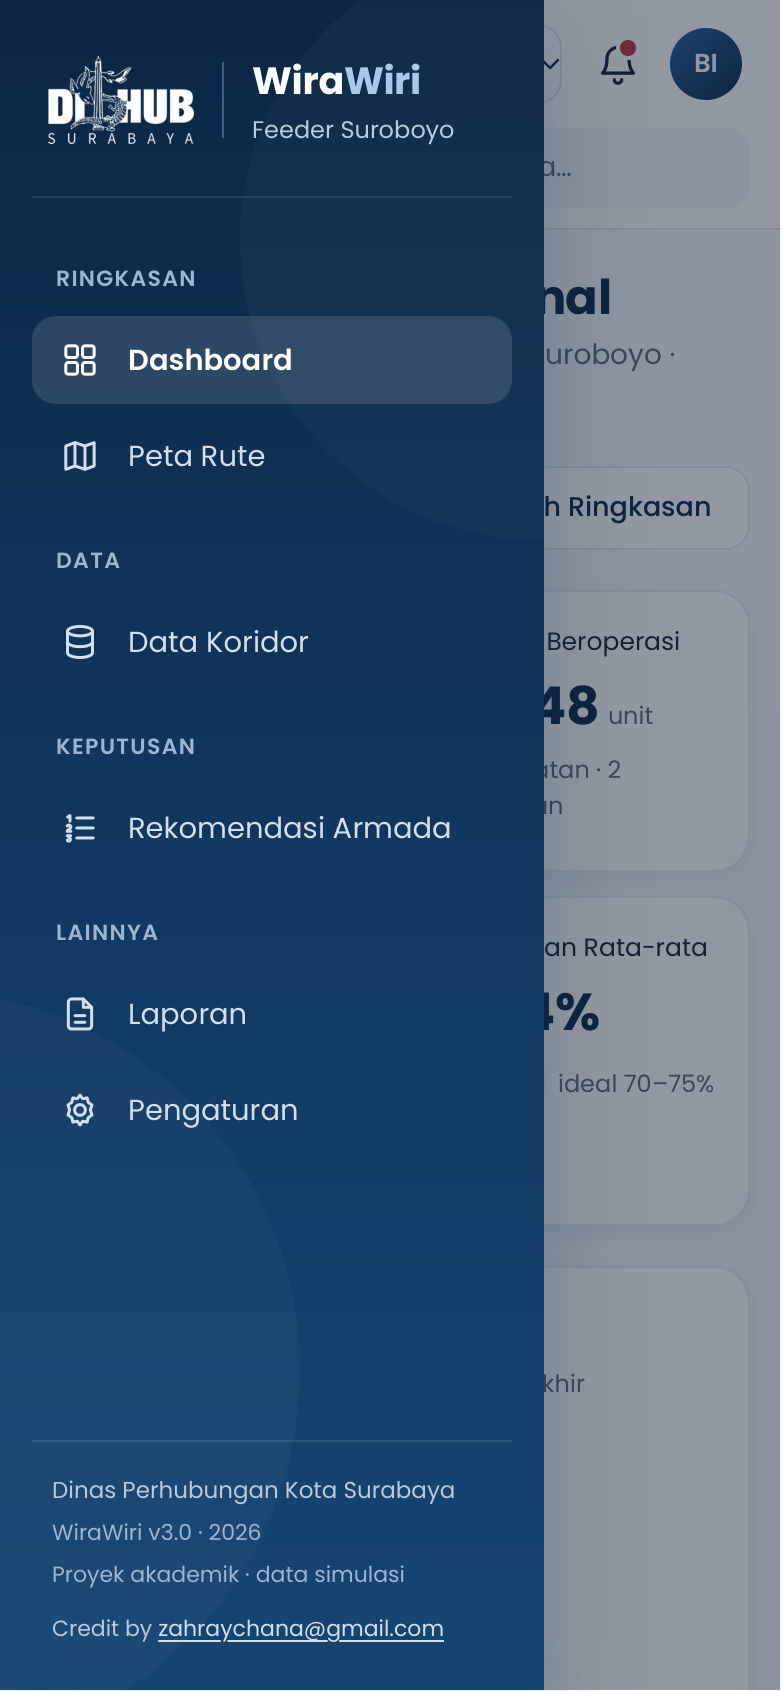 DISHUB
SURABAYA
WiraWiri
Feeder Suroboyo
RINGKASAN
Dashboard
Peta Rute
DATA
Data Koridor
KEPUTUSAN
Rekomendasi Armada
LAINNYA
Laporan
Pengaturan
Dinas Perhubungan Kota Surabaya
WiraWiri v3.0 · 2026
Proyek akademik · data simulasi
Credit by zahraychana@gmail.com
BI
a...
nal
uroboyo ·
h Ringkasan
Beroperasi
48 unit
atan · 2
an Rata-rata
4%
ideal 70–75%
khir